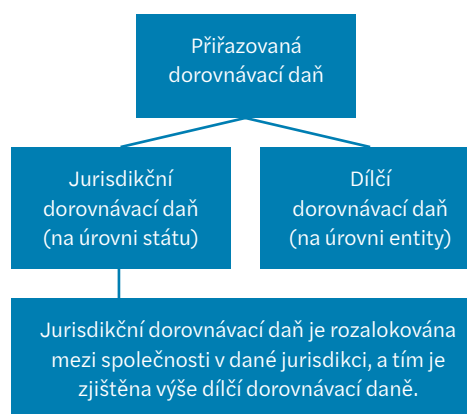 Přiřazovaná
dorovnávací daň
Jurisdikční
dorovnávací daň
(na úrovni státu)
Dílčí
dorovnávací daň
(na úrovni entity)
Jurisdikční dorovnávací daň je rozalokována
mezi společnosti v dané jurisdikci, a tím je
zjištěna výše dílčí dorovnávací daně.